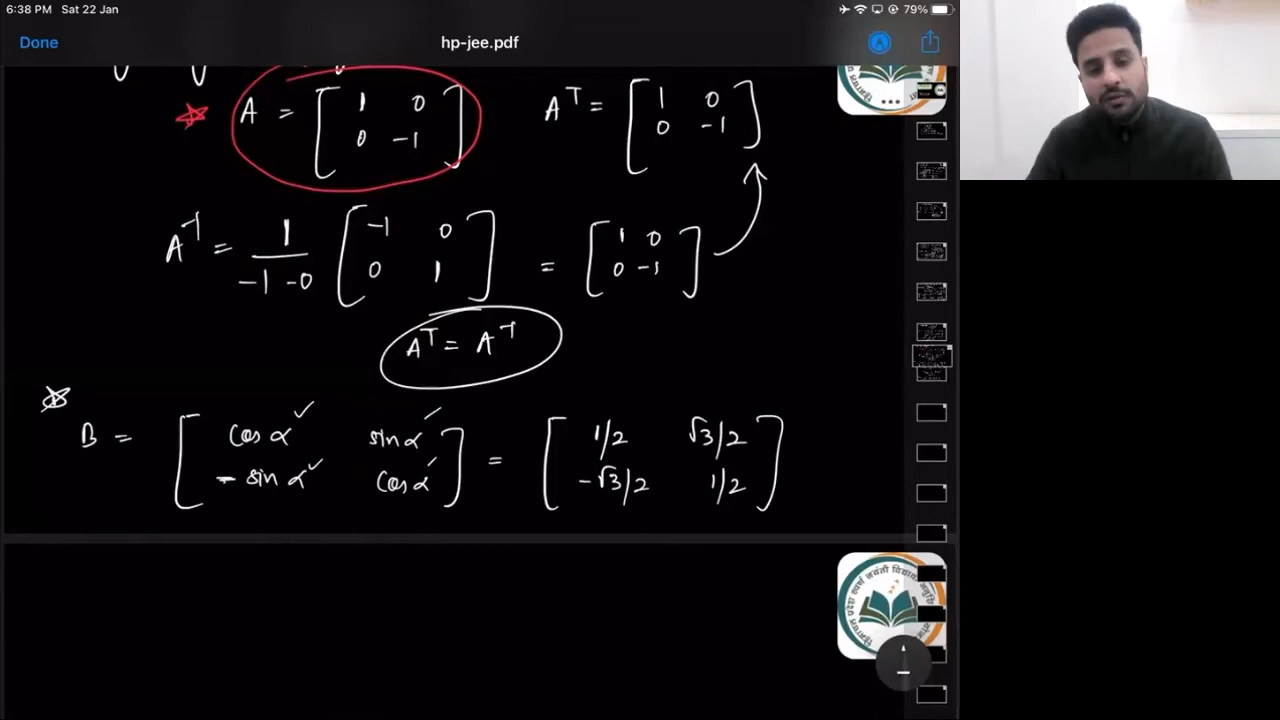 6:38 PM Sat 22 Jan 79%
Done hp-jee.pdf
A = [ 1 0 Aᵀ = [ 1 0
0 -1 ] 0 -1 ]
A⁻¹ = 1 [ -1 0 = [ 1 0
-1 -0 0 1 ] 0 -1 ]
Aᵀ = A⁻¹
B = [ cos α sin α = [ 1/2 √3/2
- sin α cos α ] -√3/2 1/2 ]